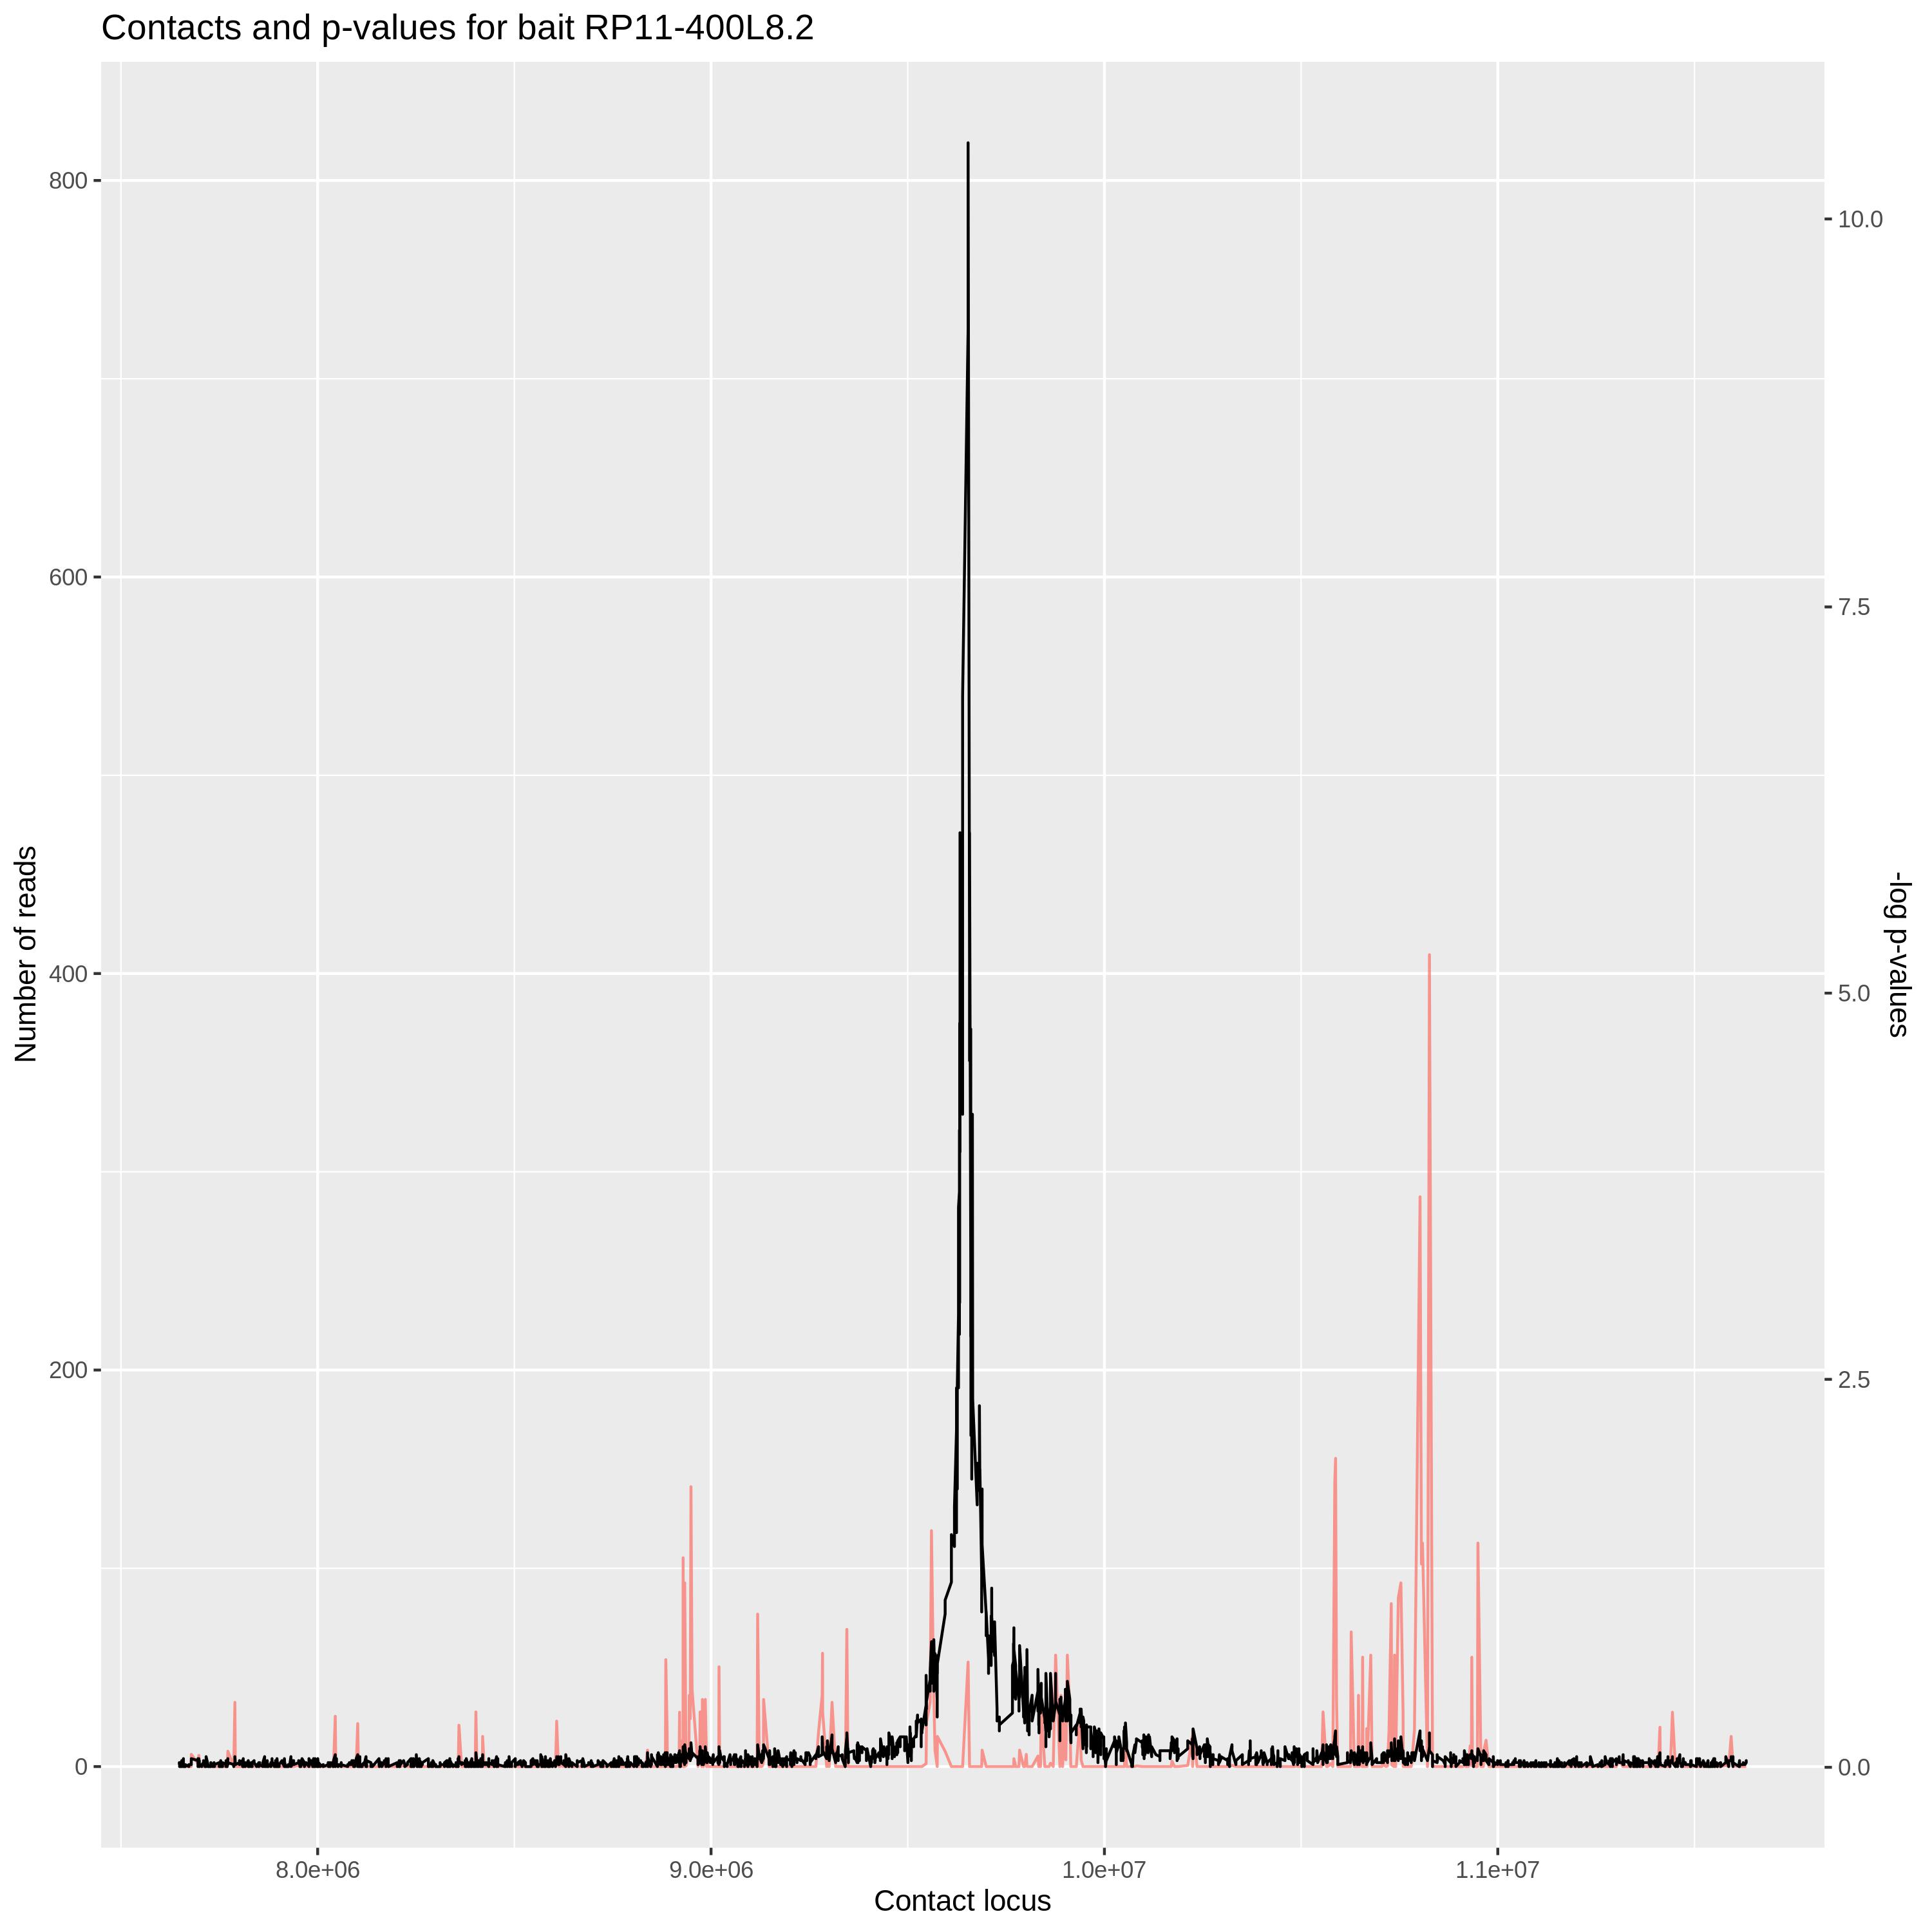 Contacts and p-values for bait RP11-400L8.2
800
600
400
200
0
Number of reads
10.0
7.5
5.0
2.5
0.0
-log p-values
8.0e+06
9.0e+06
1.0e+07
1.1e+07
Contact locus